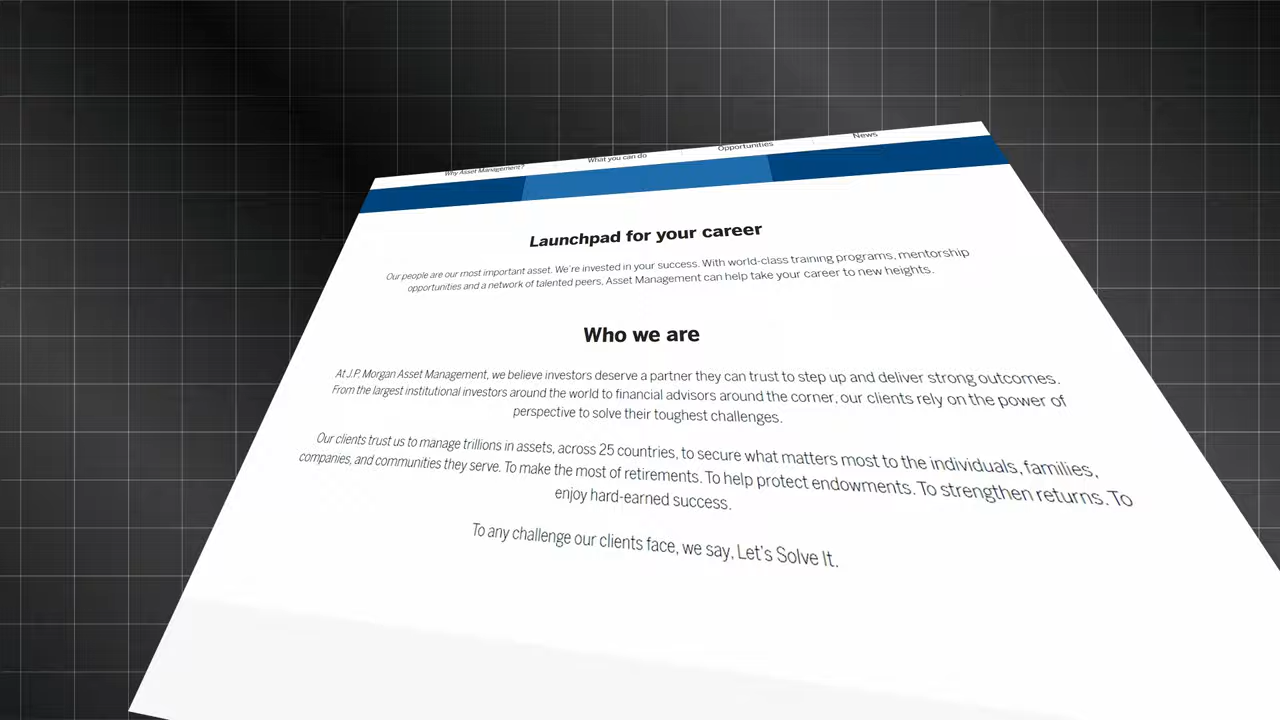 Why Asset Management?
What you can do
Opportunities
News
Launchpad for your career
Our people are our most important asset. We're invested in your success. With world-class training programs, mentorship
opportunities and a network of talented peers, Asset Management can help take your career to new heights.
Who we are
At J.P. Morgan Asset Management, we believe investors deserve a partner they can trust to step up and deliver strong outcomes.
From the largest institutional investors around the world to financial advisors around the corner, our clients rely on the power of
perspective to solve their toughest challenges.
Our clients trust us to manage trillions in assets, across 25 countries, to secure what matters most to the individuals, families,
companies, and communities they serve. To make the most of retirements. To help protect endowments. To strengthen returns. To
enjoy hard-earned success.
To any challenge our clients face, we say, Let's Solve It.